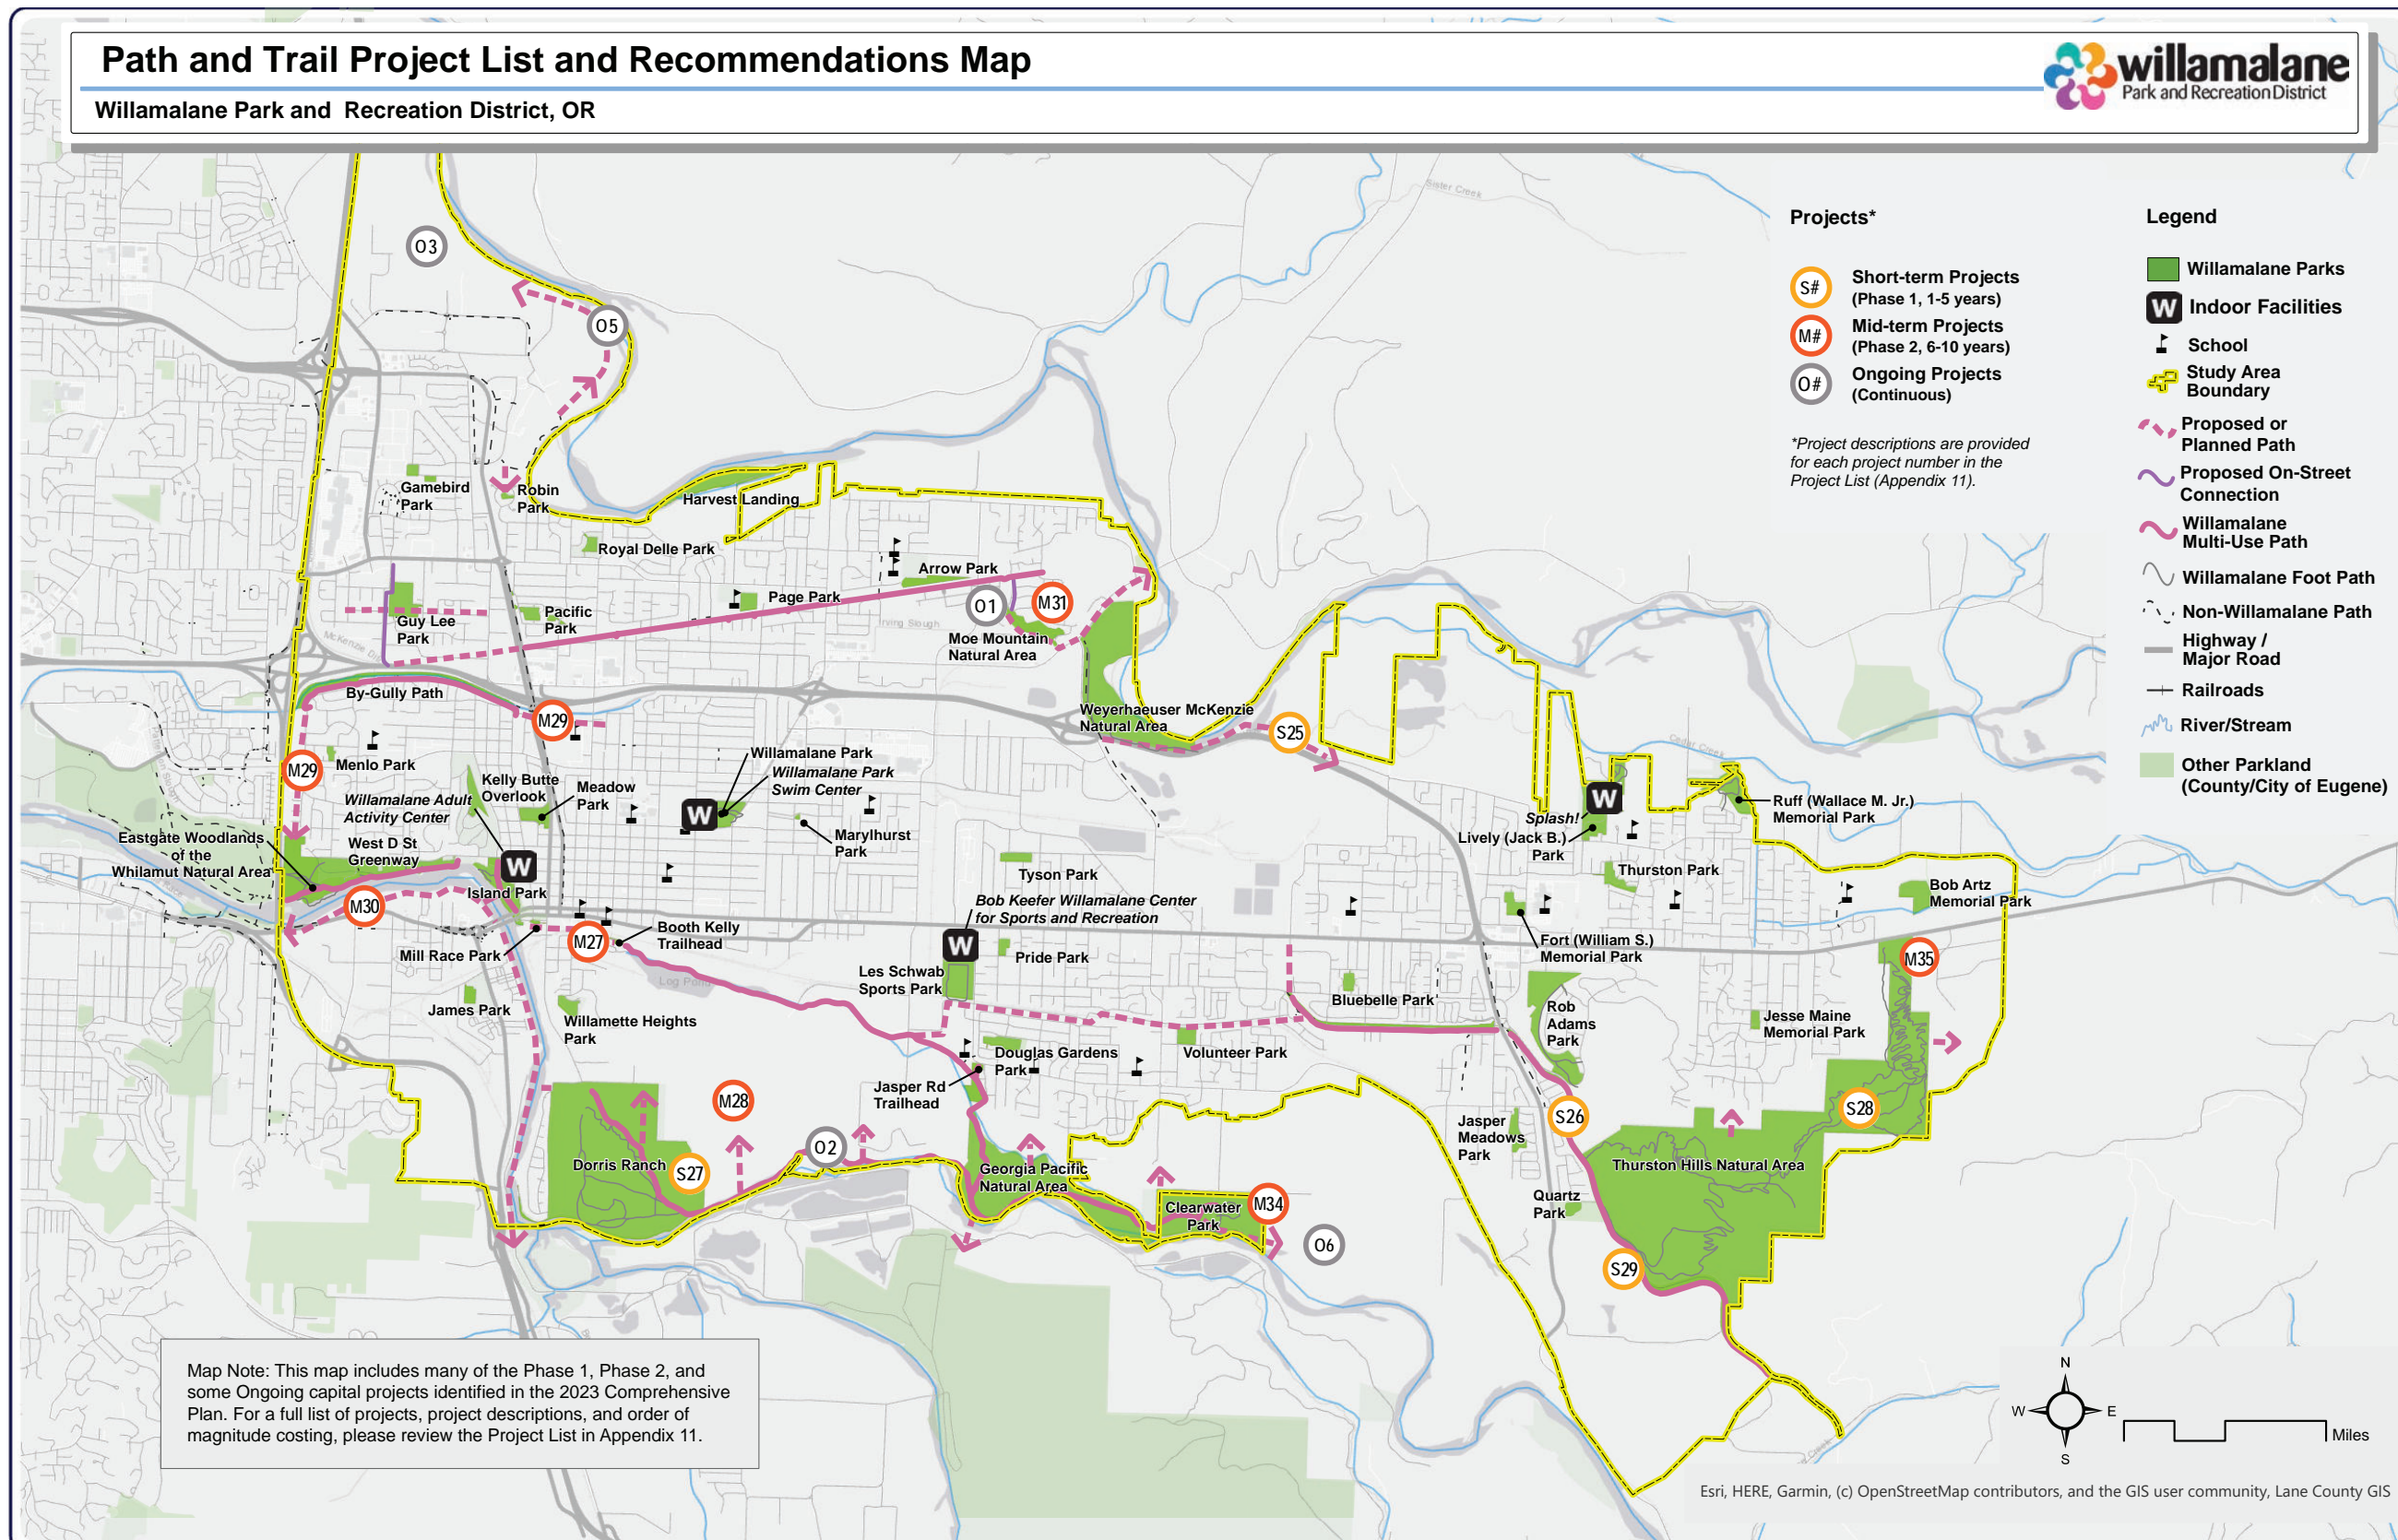 Path and Trail Project List and Recommendations Map
Willamalane Park and Recreation District, OR
willamalane
Park and Recreation District
Projects*
S#
Short-term Projects
(Phase 1, 1-5 years)
M#
Mid-term Projects
(Phase 2, 6-10 years)
O#
Ongoing Projects
(Continuous)
*Project descriptions are provided
for each project number in the
Project List (Appendix 11).
Legend
Willamalane Parks
W
Indoor Facilities
School
Study Area
Boundary
Proposed or
Planned Path
Proposed On-Street
Connection
Willamalane
Multi-Use Path
Willamalane Foot Path
Non-Willamalane Path
Highway /
Major Road
Railroads
River/Stream
Other Parkland
(County/City of Eugene)
Sister Creek
O3
O5
Gamebird
Park
Robin
Park
Harvest Landing
Royal Delle Park
Arrow Park
Page Park
O1
M31
Pacific
Park
Guy Lee
Park
Irving Slough
Moe Mountain
Natural Area
By-Gully Path
M29
Weyerhaeuser McKenzie
Natural Area
S25
Cedar Creek
M29
Menlo Park
Willamalane Park
Willamalane Park
Swim Center
W
Kelly Butte
Overlook
Meadow
Park
Willamalane Adult
Activity Center
Marylhurst
Park
W
Splash!
Lively (Jack B.)
Park
Ruff (Wallace M. Jr.)
Memorial Park
Eastgate Woodlands
of the
Whilamut Natural Area
West D St
Greenway
W
Island Park
M30
Tyson Park
Thurston Park
Bob Artz
Memorial Park
Bob Keefer Willamalane Center
for Sports and Recreation
W
Mill Race Park
M27
Booth Kelly
Trailhead
Log Pond
Les Schwab
Sports Park
Pride Park
Fort (William S.)
Memorial Park
M35
James Park
Willamette Heights
Park
Bluebelle Park
Rob
Adams
Park
Jesse Maine
Memorial Park
Douglas Gardens
Park
Volunteer Park
Jasper Rd
Trailhead
M28
S26
S28
Jasper
Meadows
Park
O2
Dorris Ranch
S27
Georgia Pacific
Natural Area
Thurston Hills Natural Area
Clearwater
Park
M34
Quartz
Park
O6
S29
Map Note: This map includes many of the Phase 1, Phase 2, and
some Ongoing capital projects identified in the 2023 Comprehensive
Plan. For a full list of projects, project descriptions, and order of
magnitude costing, please review the Project List in Appendix 11.
N
W
E
S
Miles
Esri, HERE, Garmin, (c) OpenStreetMap contributors, and the GIS user community, Lane County GIS